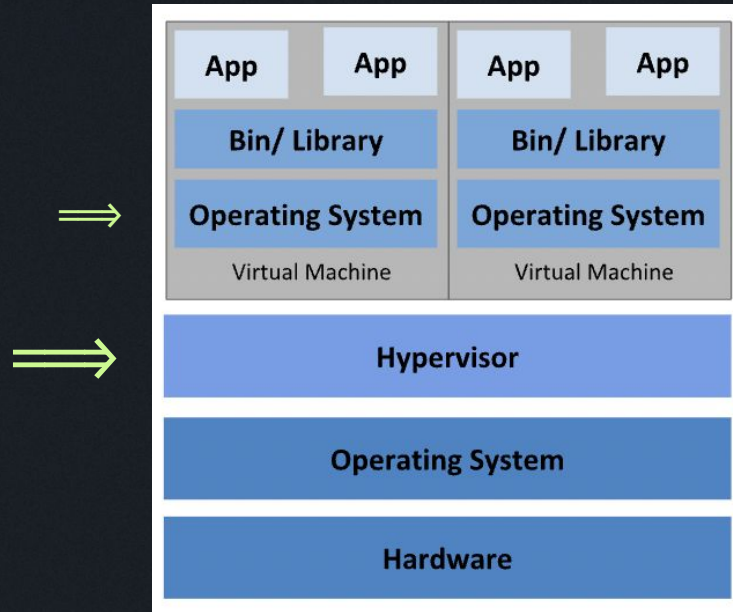 App App App App
Bin/ Library Bin/ Library
Operating System Operating System
Virtual Machine Virtual Machine
Hypervisor
Operating System
Hardware